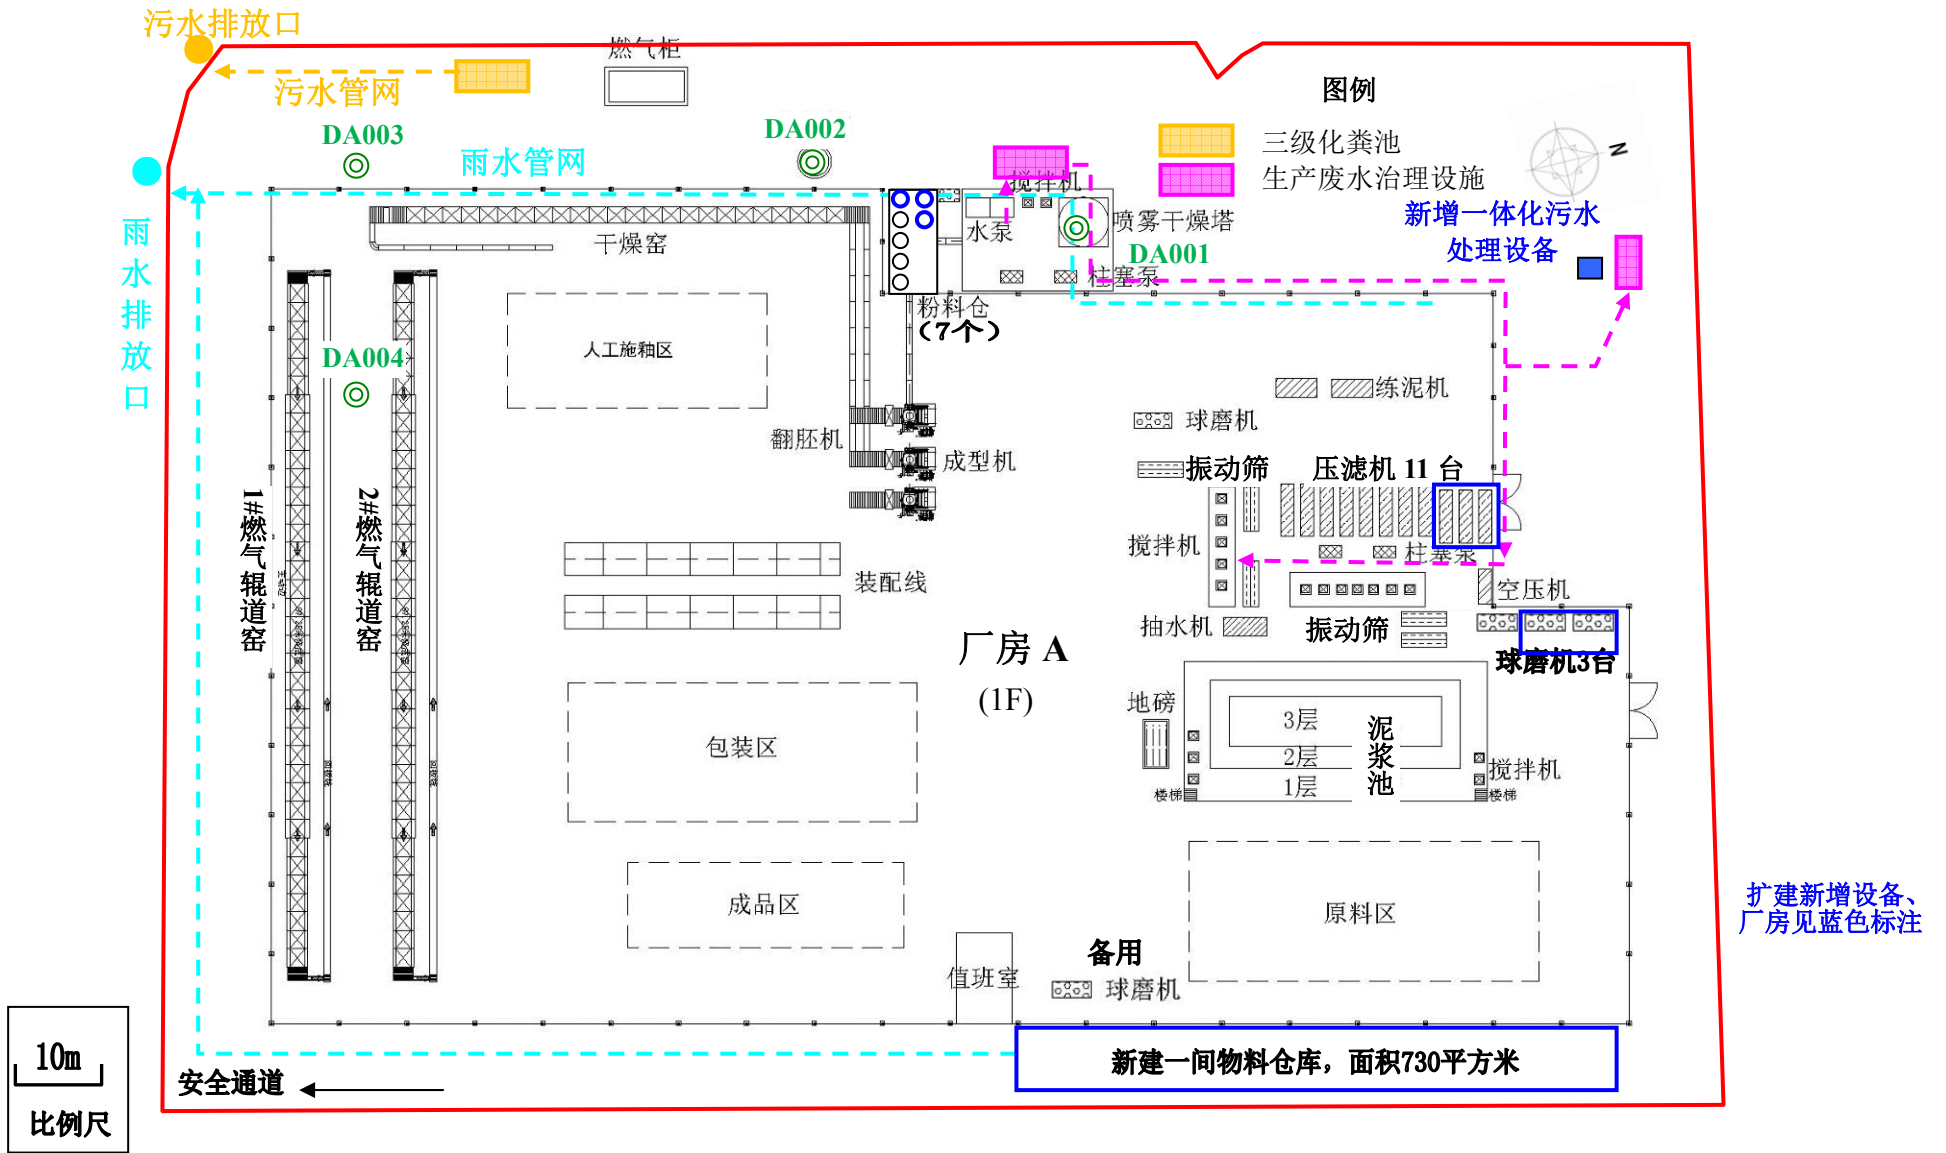 污水排放口
燃气柜
污水管网
图例
DA003
DA002
雨水管网
三级化粪池
生产废水治理设施
N
搅拌机
喷雾干燥塔
水泵
DA001
柱塞泵
新增一体化污水
处理设备
雨水排放口
干燥窑
粉料仓
(7个)
人工施釉区
DA004
练泥机
球磨机
翻胚机
成型机
振动筛
压滤机 11 台
1#燃气辊道窑
2#燃气辊道窑
搅拌机
柱塞泵
装配线
空压机
抽水机
振动筛
厂房 A
(1F)
球磨机3台
地磅
3层
2层
1层
泥浆池
搅拌机
楼梯
楼梯
包装区
成品区
原料区
扩建新增设备、
厂房见蓝色标注
备用
值班室
球磨机
10m
比例尺
安全通道
新建一间物料仓库，面积730平方米